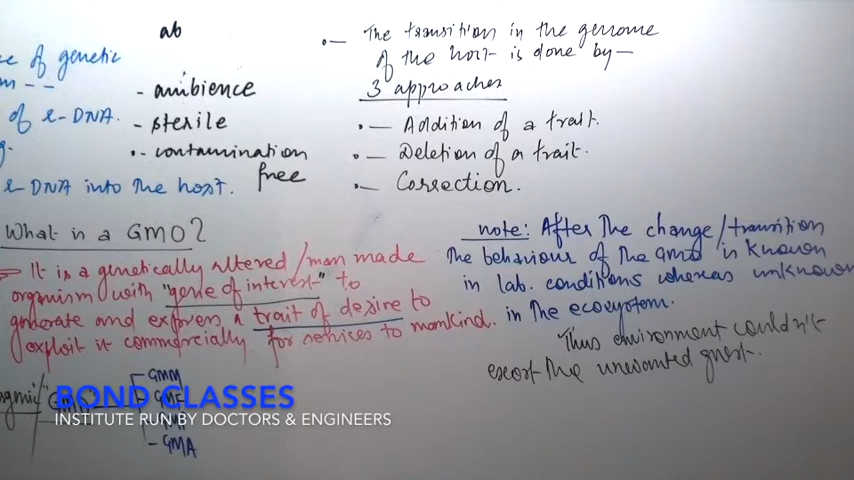 ab
ce of genetic
- ambience
of r-DNA.
- sterile
.- contamination
free
r-DNA into the host.
.— The transition in the genome
of the host is done by—
3 approaches
.— Addition of a trait.
.— Deletion of a trait.
.— Correction.
What is a GMO?
It is a genetically altered/man made
organism with "gene of interest" to
generate and express a trait of desire to
exploit it commercially for services to mankind.
note: After the change/transition
the behaviour of the gmo is known
in lab. conditions whereas unknown
in the ecosystem.
Thus environment couldn't
escort the unwanted guest.
GMM
- GMA
BOND CLASSES
INSTITUTE RUN BY DOCTORS & ENGINEERS